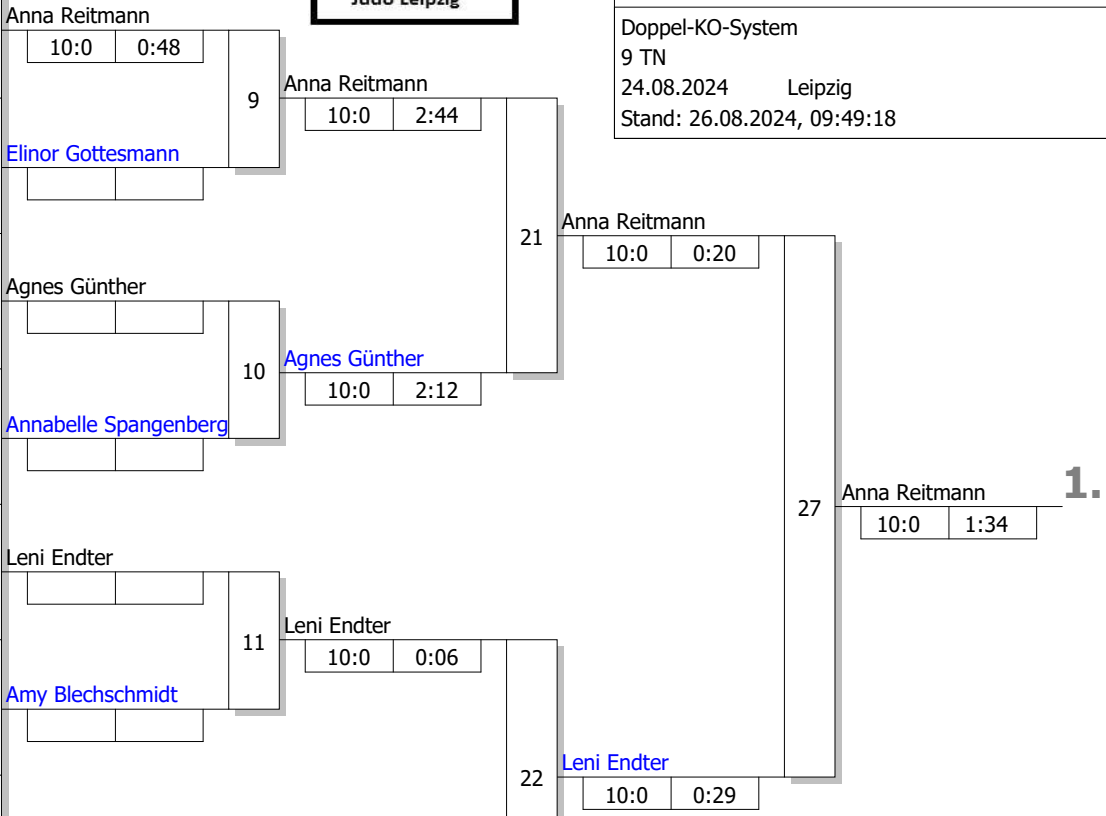 Judo Leipzig
Doppel-KO-System
9 TN
24.08.2024 Leipzig
Stand: 26.08.2024, 09:49:18
Anna Reitmann
10:0 0:48
9
Elinor Gottesmann
Anna Reitmann
10:0 2:44
21
Anna Reitmann
10:0 0:20
Agnes Günther
10
Annabelle Spangenberg
Agnes Günther
10:0 2:12
27
Anna Reitmann
10:0 1:34
1.
Leni Endter
11
Amy Blechschmidt
Leni Endter
10:0 0:06
22
Leni Endter
10:0 0:29